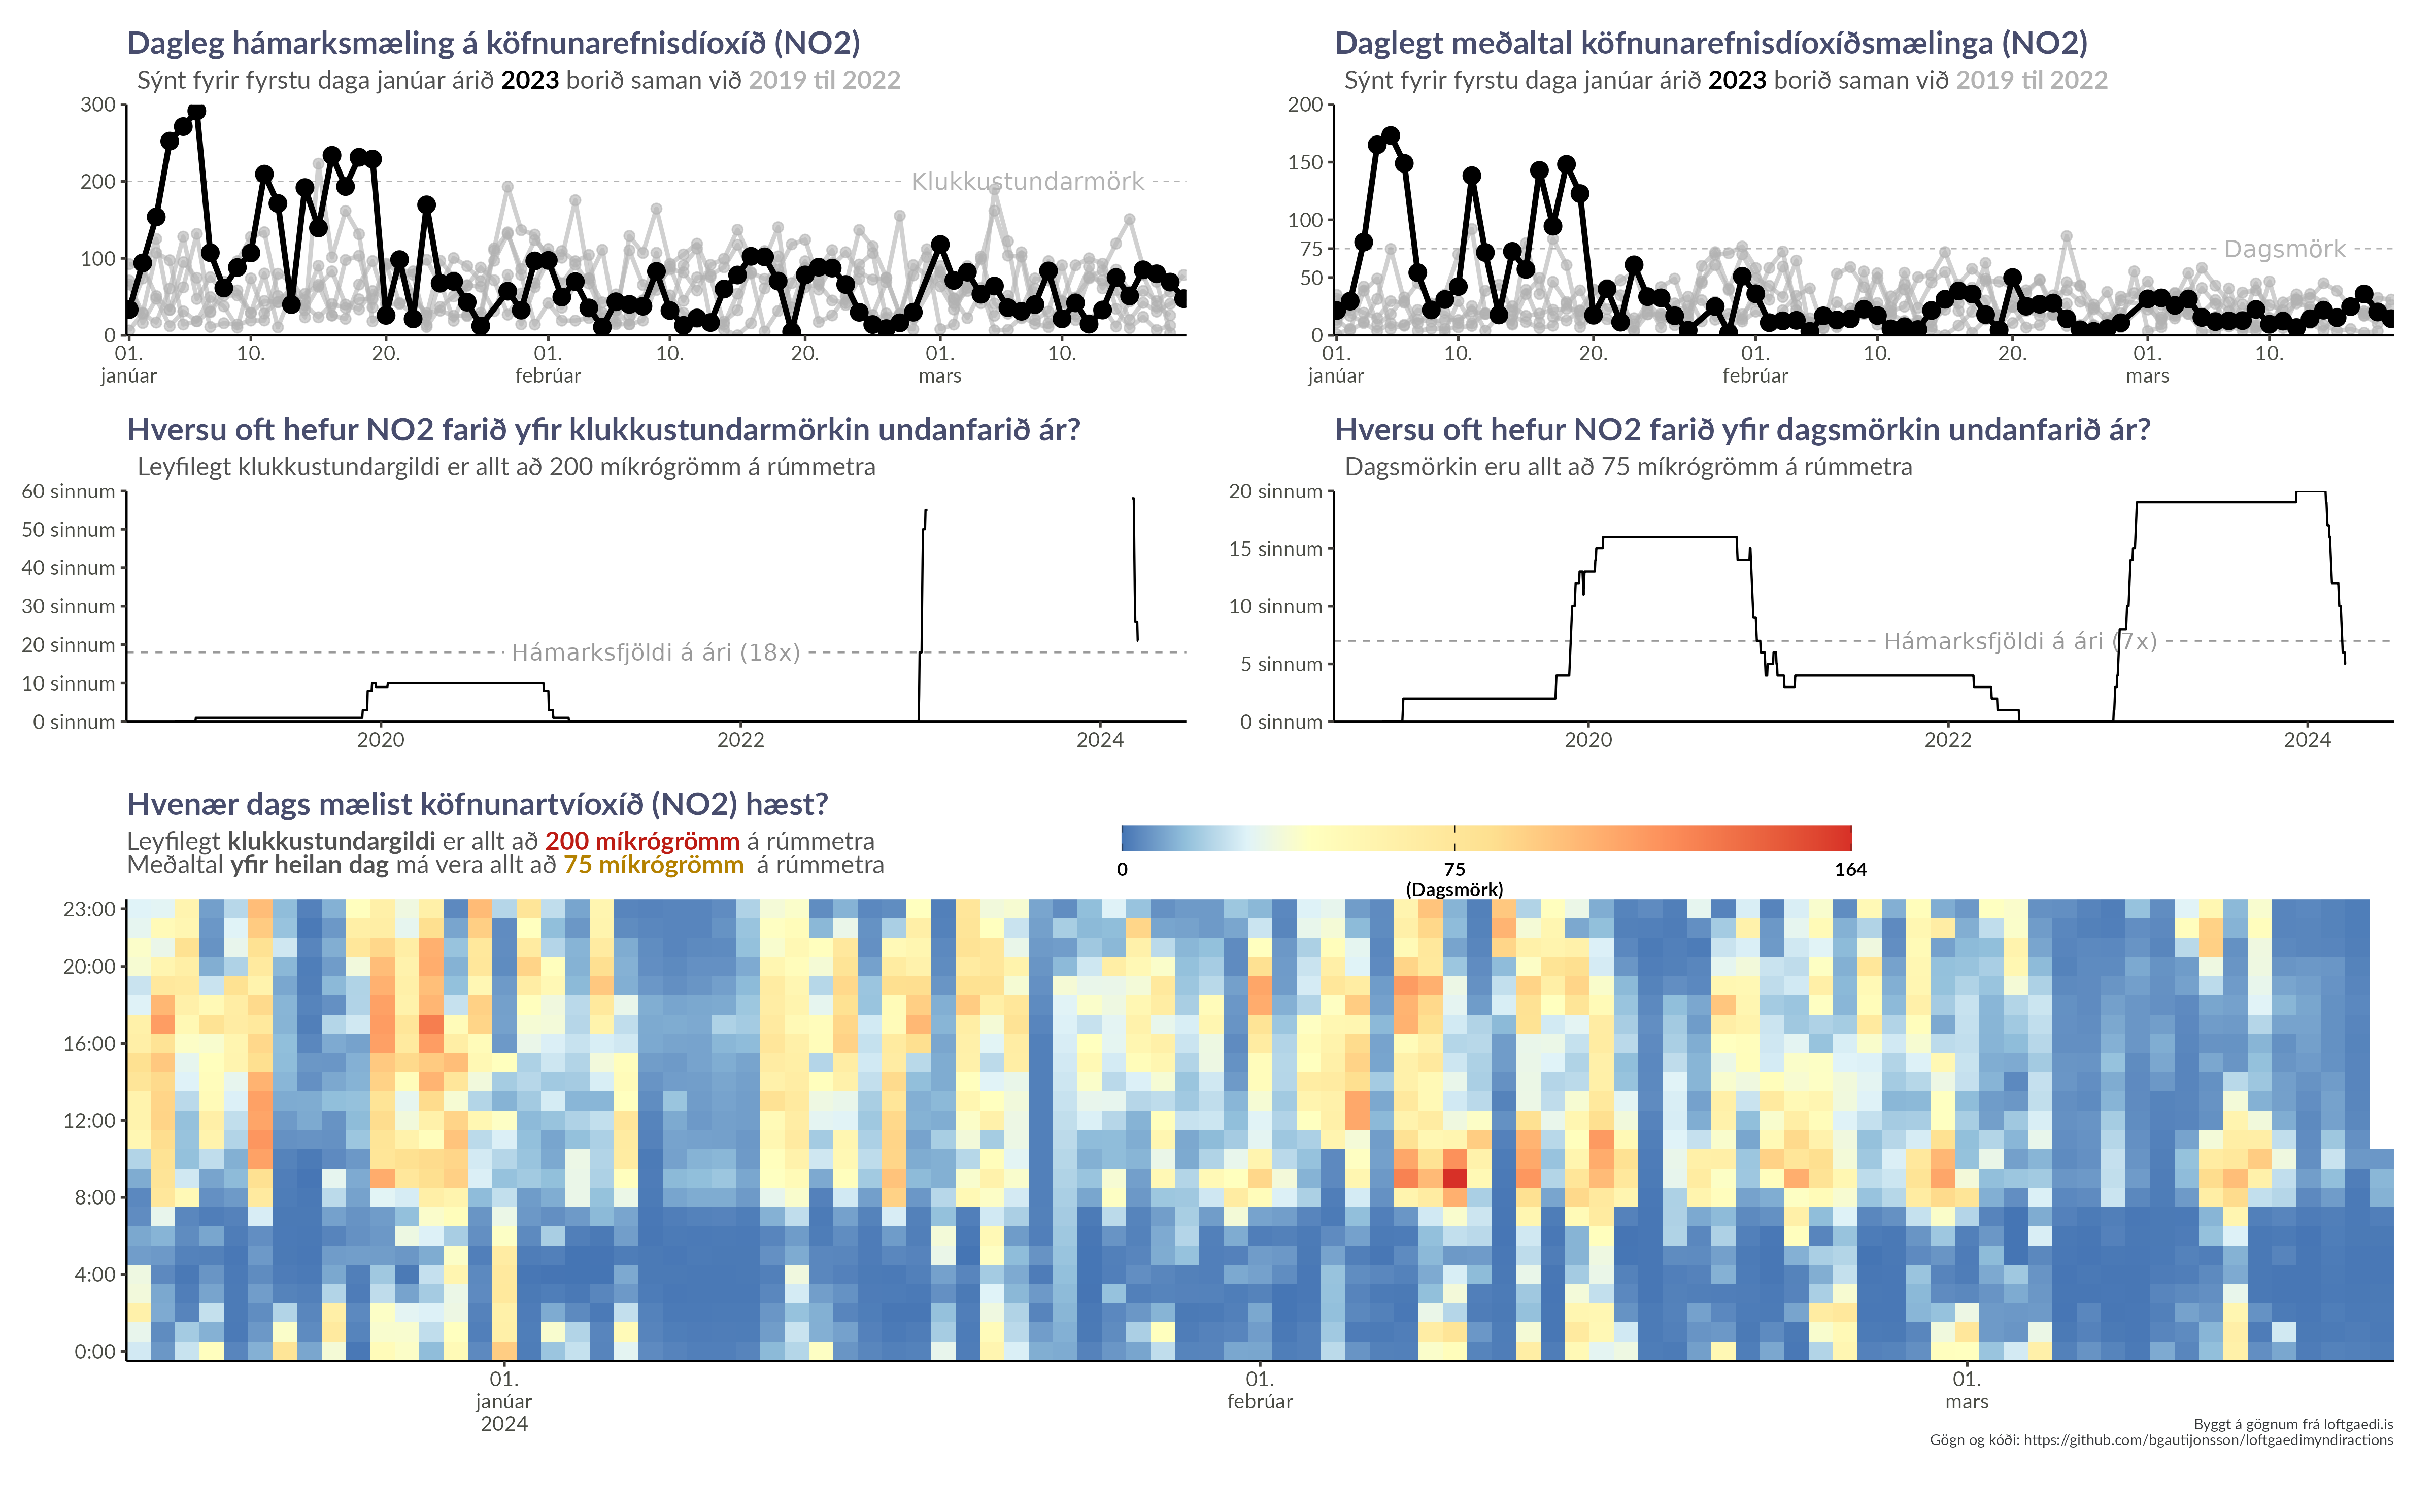 Dagleg hámarksmæling á köfnunarefnisdíoxíð (NO2)
Sýnt fyrir fyrstu daga janúar árið 2023 borið saman við 2019 til 2022
300
200
100
0
Klukkustundarmörk
01. 10. 20. 01. 10. 20. 01. 10.
janúar febrúar mars
Daglegt meðaltal köfnunarefnisdíoxíðsmælinga (NO2)
Sýnt fyrir fyrstu daga janúar árið 2023 borið saman við 2019 til 2022
200
150
100
75
50
0
Dagsmörk
01. 10. 20. 01. 10. 20. 01. 10.
janúar febrúar mars
Hversu oft hefur NO2 farið yfir klukkustundarmörkin undanfarið ár?
Leyfilegt klukkustundargildi er allt að 200 míkrógrömm á rúmmetra
60 sinnum
50 sinnum
40 sinnum
30 sinnum
20 sinnum
10 sinnum
0 sinnum
Hámarksfjöldi á ári (18x)
2020 2022 2024
Hversu oft hefur NO2 farið yfir dagsmörkin undanfarið ár?
Dagsmörkin eru allt að 75 míkrógrömm á rúmmetra
20 sinnum
15 sinnum
10 sinnum
5 sinnum
0 sinnum
Hámarksfjöldi á ári (7x)
2020 2022 2024
Hvenær dags mælist köfnunartvíoxíð (NO2) hæst?
Leyfilegt klukkustundargildi er allt að 200 míkrógrömm á rúmmetra
Meðaltal yfir heilan dag má vera allt að 75 míkrógrömm á rúmmetra
0 75 164
(Dagsmörk)
23:00
20:00
16:00
12:00
8:00
4:00
0:00
01. 01. 01.
janúar febrúar mars
2024
Byggt á gögnum frá loftgaedi.is
Gögn og kóði: https://github.com/bgautijonsson/loftgaedimyndiractions